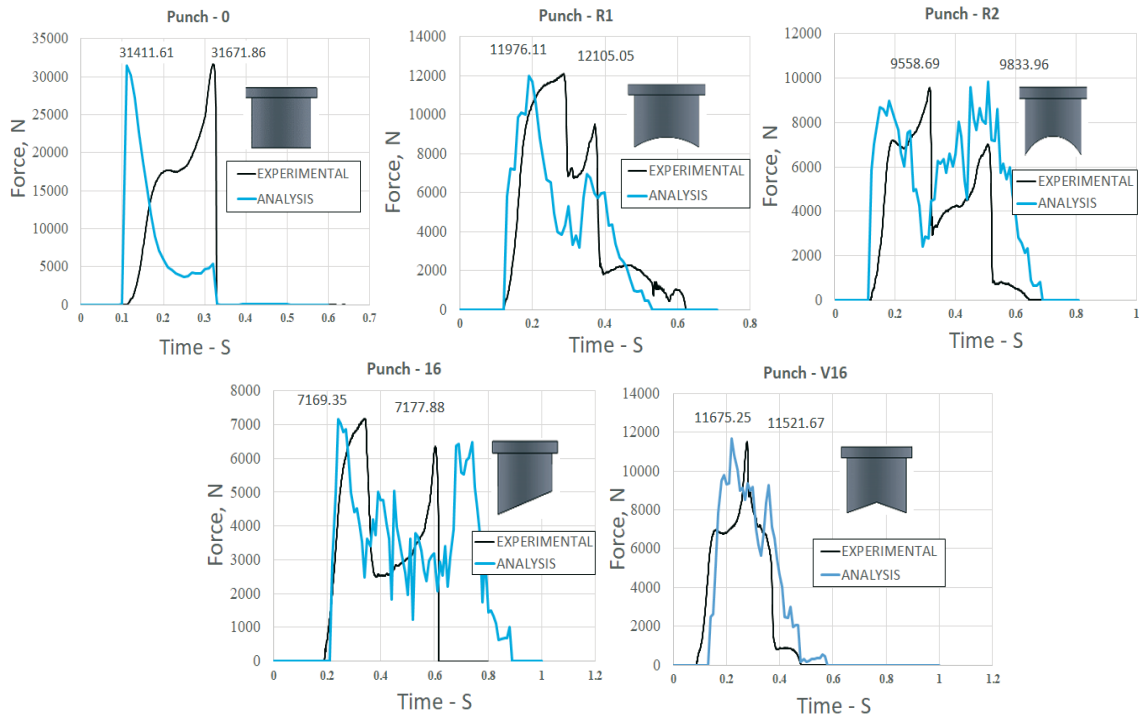 Punch - 0
31411.61 31671.86
35000
30000
25000
20000
15000
10000
5000
0
Force, N
EXPERIMENTAL
ANALYSIS
0 0.1 0.2 0.3 0.4 0.5 0.6 0.7
Time - S
Punch - R1
11976.11 12105.05
14000
12000
10000
8000
6000
4000
2000
0
Force, N
EXPERIMENTAL
ANALYSIS
0 0.2 0.4 0.6 0.8
Time - S
Punch - R2
9558.69 9833.96
12000
10000
8000
6000
4000
2000
0
Force, N
EXPERIMENTAL
ANALYSIS
0 0.2 0.4 0.6 0.8 1
Time - S
Punch - 16
7169.35 7177.88
8000
7000
6000
5000
4000
3000
2000
1000
0
Force, N
EXPERIMENTAL
ANALYSIS
0 0.2 0.4 0.6 0.8 1 1.2
Time - S
Punch - V16
11675.25 11521.67
14000
12000
10000
8000
6000
4000
2000
0
Force, N
EXPERIMENTAL
ANALYSIS
0 0.2 0.4 0.6 0.8 1 1.2
Time - S